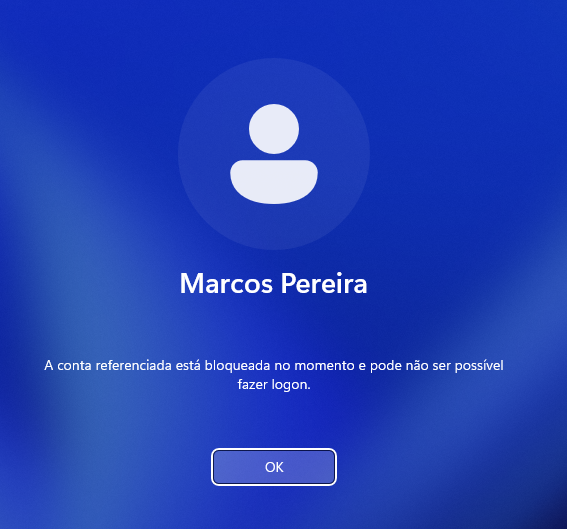 Marcos Pereira
A conta referenciada está bloqueada no momento e pode não ser possível
fazer logon.
OK